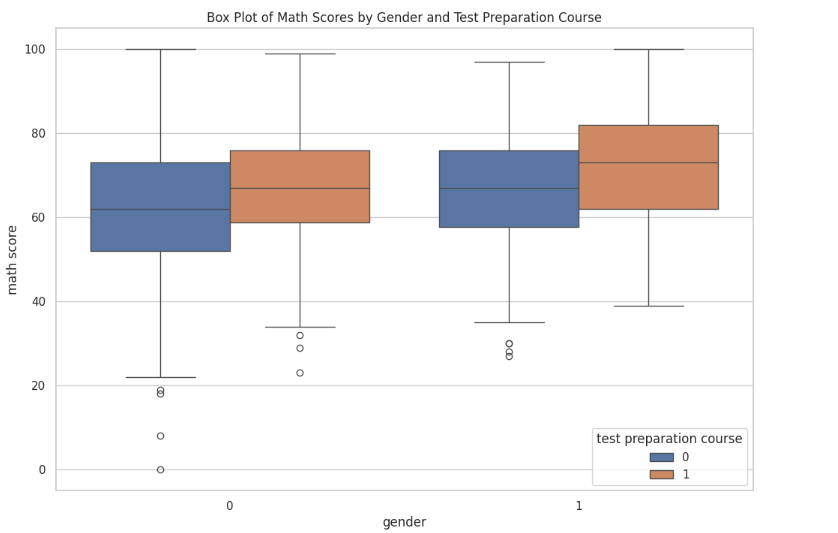 Box Plot of Math Scores by Gender and Test Preparation Course
100
80
60
40
20
0
math score
0
1
gender
test preparation course
0
1